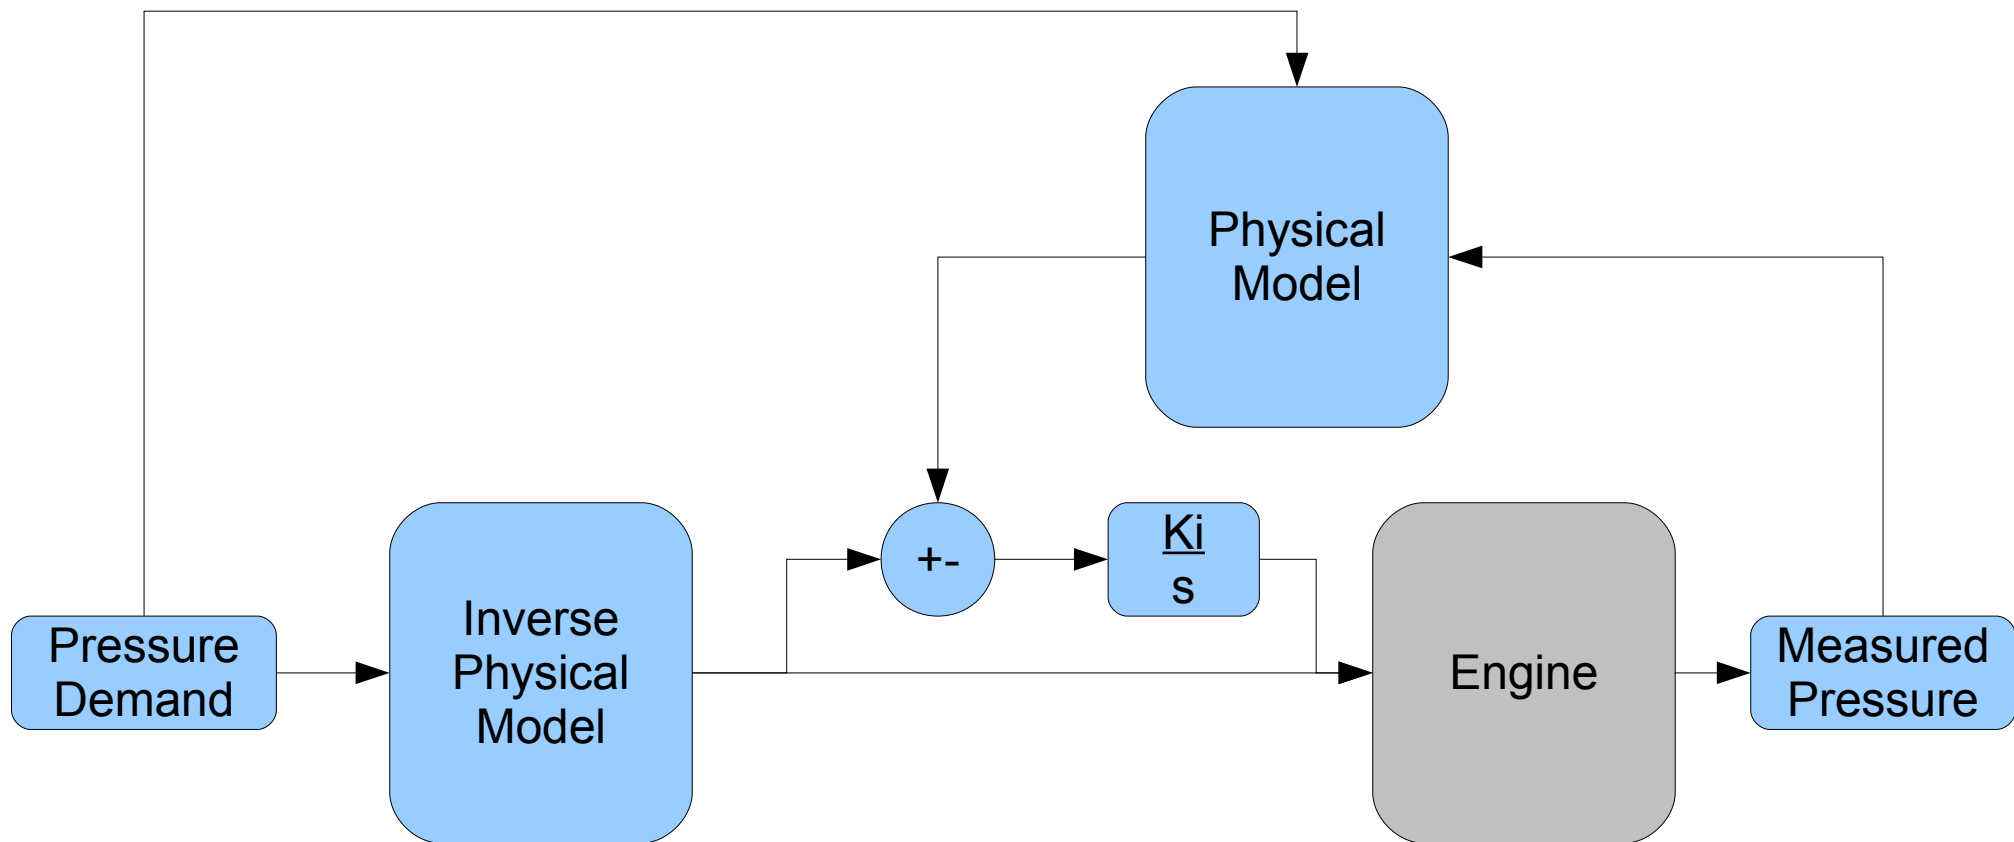 Physical
Model
+-
Ki
s
Pressure
Demand
Inverse
Physical
Model
Engine
Measured
Pressure